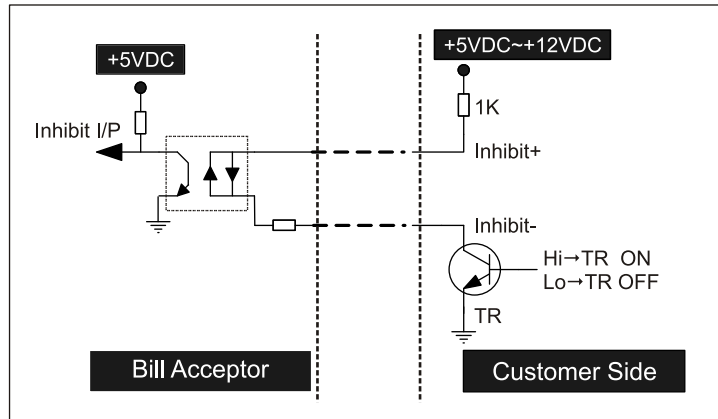 +5VDC
+5VDC~+12VDC
1K
Inhibit I/P
Inhibit+
Inhibit-
Hi→TR ON
Lo→TR OFF
TR
Bill Acceptor
Customer Side